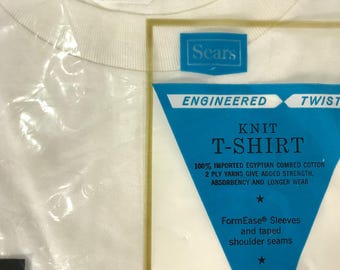 Sears
ENGINEERED TWIST
KNIT
T-SHIRT
100% IMPORTED EGYPTIAN COMBED COTTON
2 PLY YARNS GIVE ADDED STRENGTH,
ABSORBENCY AND LONGER WEAR
★
FormEase® Sleeves
and taped
shoulder seams
★